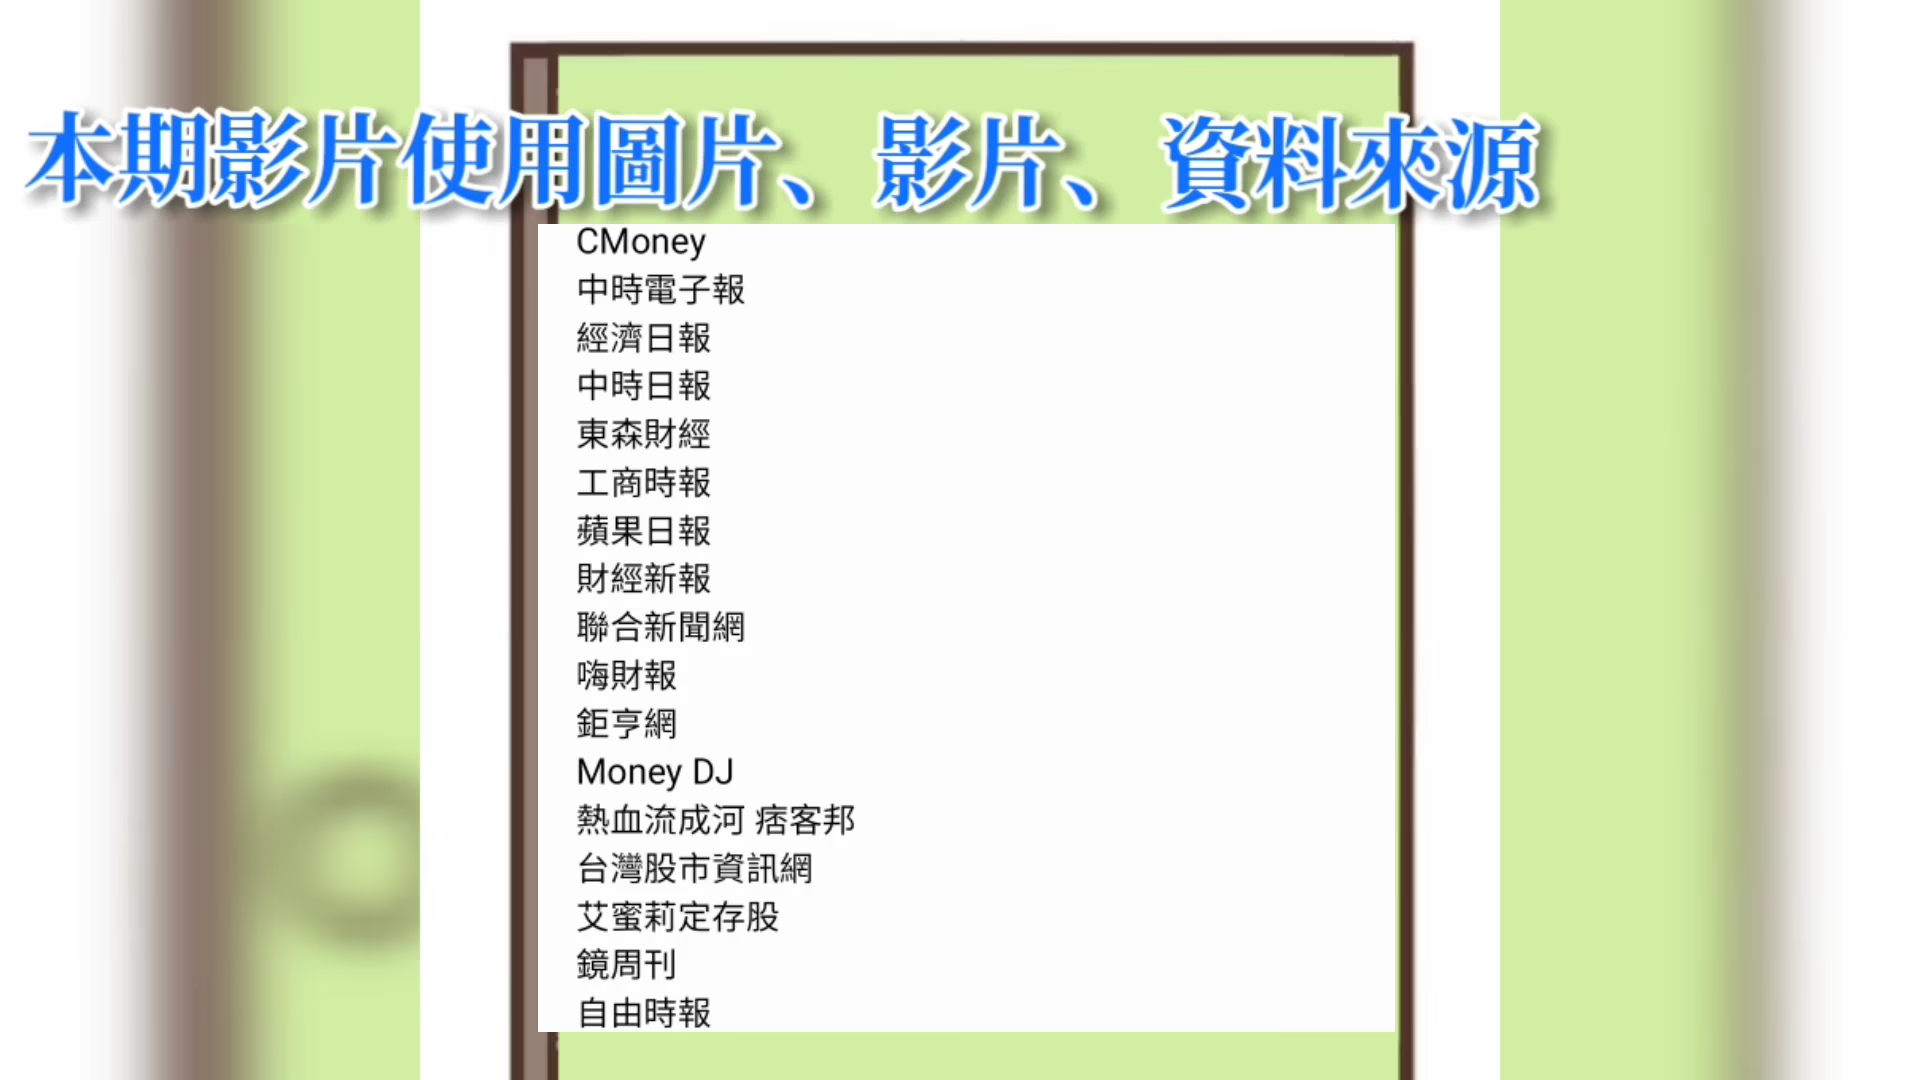 本期影片使用圖片、影片、資料來源
CMoney
中時電子報
經濟日報
中時日報
東森財經
工商時報
蘋果日報
財經新報
聯合新聞網
嗨財報
鉅亨網
Money DJ
熱血流成河 痞客邦
台灣股市資訊網
艾蜜莉定存股
鏡周刊
自由時報